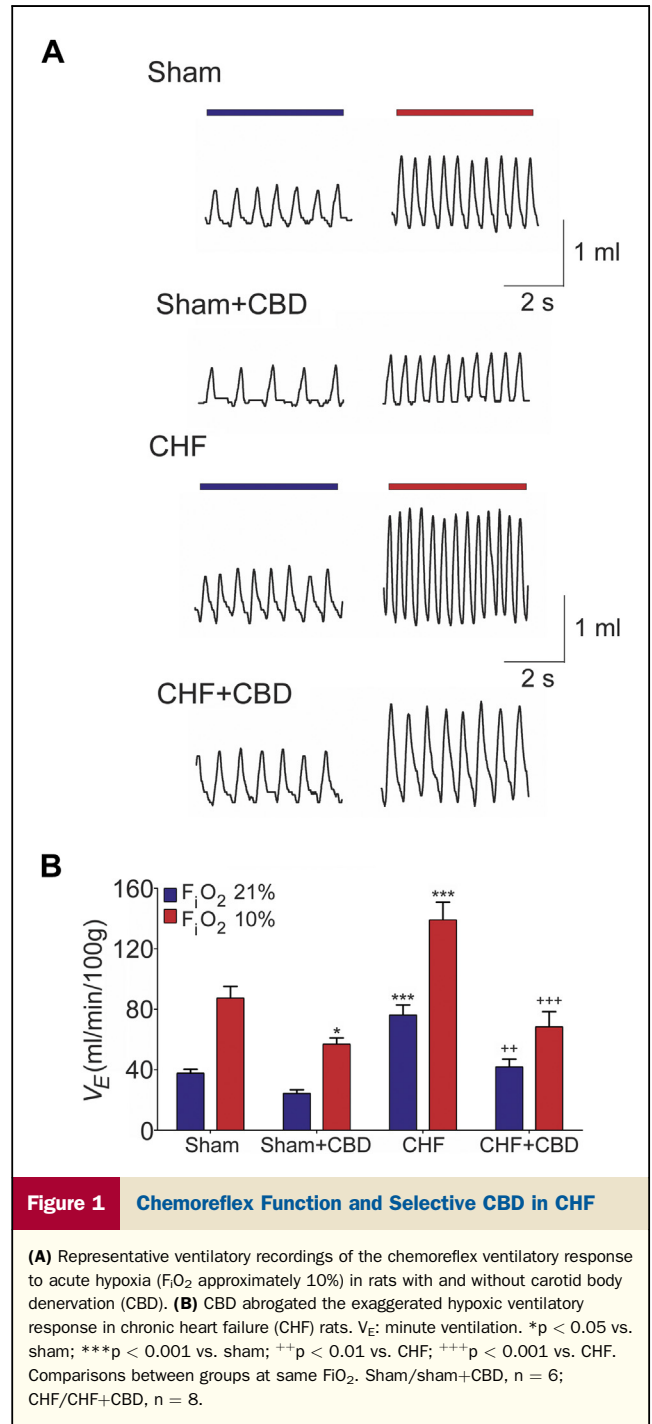 A
Sham
1 ml
2 s
Sham+CBD
CHF
1 ml
2 s
CHF+CBD
B
160
120
80
40
0
V_E(ml/min/100g)
FiO2 21%
FiO2 10%
*
***
***
++
+++
Sham Sham+CBD CHF CHF+CBD
Figure 1 Chemoreflex Function and Selective CBD in CHF
(A) Representative ventilatory recordings of the chemoreflex ventilatory response
to acute hypoxia (FiO2 approximately 10%) in rats with and without carotid body
denervation (CBD). (B) CBD abrogated the exaggerated hypoxic ventilatory
response in chronic heart failure (CHF) rats. VE: minute ventilation. *p < 0.05 vs.
sham; ***p < 0.001 vs. sham; ++p < 0.01 vs. CHF; +++p < 0.001 vs. CHF.
Comparisons between groups at same FiO2. Sham/sham+CBD, n = 6;
CHF/CHF+CBD, n = 8.